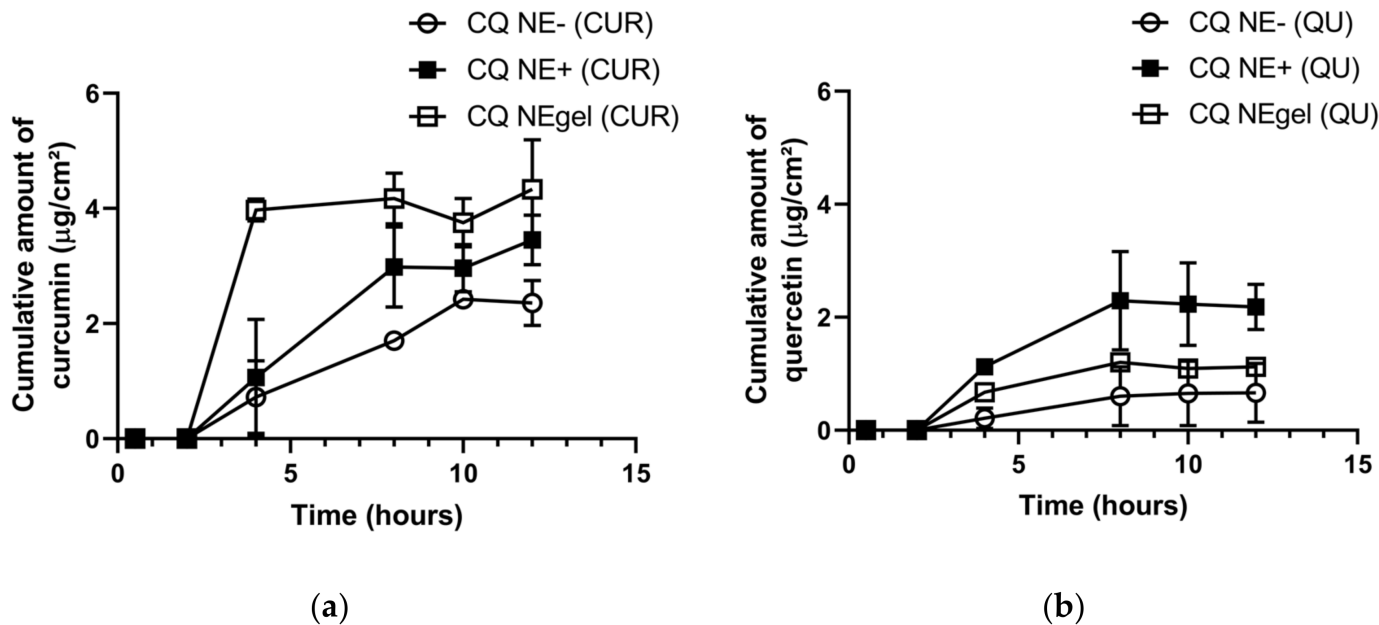 CQ NE- (CUR)
CQ NE+ (CUR)
CQ NEgel (CUR)
Cumulative amount of
curcumin (μg/cm²)
6
4
2
0
0
5
10
15
Time (hours)
(a)
CQ NE- (QU)
CQ NE+ (QU)
CQ NEgel (QU)
Cumulative amount of
quercetin (μg/cm²)
6
4
2
0
0
5
10
15
Time (hours)
(b)